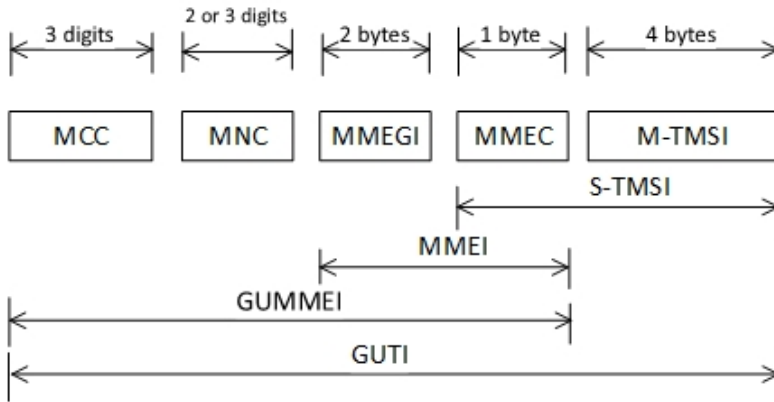 3 digits 2 or 3 digits 2 bytes 1 byte 4 bytes
MCC MNC MMEGI MMEC M-TMSI
S-TMSI
MMEI
GUMMEI
GUTI